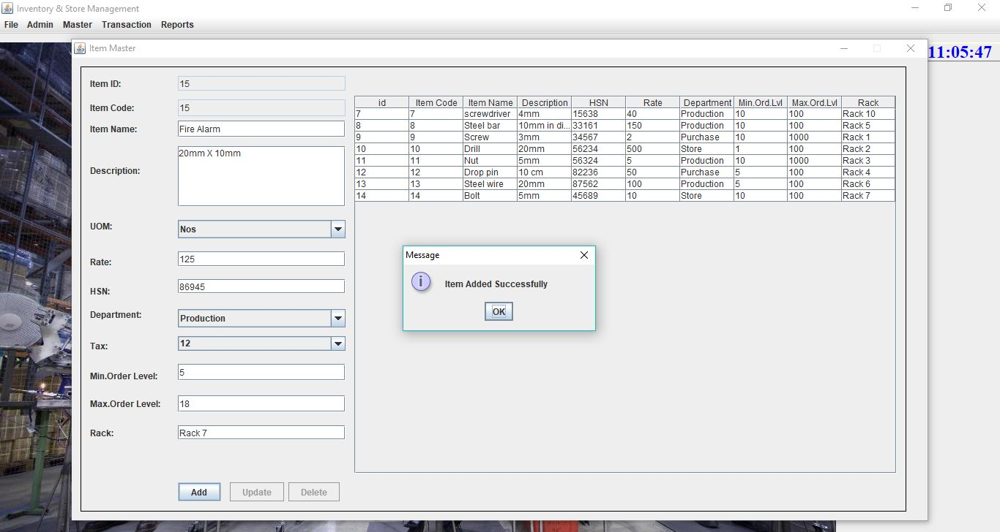 Inventory & Store Management
File Admin Master Transaction Reports
Item Master
11:05:47
Item ID: 15
Item Code: 15
Item Name: Fire Alarm
Description: 20mm X 10mm
UOM: Nos
Rate: 125
HSN: 86945
Department: Production
Tax: 12
Min.Order Level: 5
Max.Order Level: 18
Rack: Rack 7
Add Update Delete
id Item Code Item Name Description HSN Rate Department Min.Ord.Lvl Max.Ord.Lvl Rack
7 7 screwdriver 4mm 15638 40 Production 10 100 Rack 10
8 8 Steel bar 10mm in di... 33161 150 Production 10 100 Rack 5
9 9 Screw 3mm 34567 2 Purchase 10 1000 Rack 1
10 10 Drill 20mm 56234 500 Store 1 100 Rack 2
11 11 Nut 5mm 56324 5 Production 10 1000 Rack 3
12 12 Drop pin 10 cm 82236 50 Purchase 5 100 Rack 4
13 13 Steel wire 20mm 87562 100 Production 5 100 Rack 6
14 14 Bolt 5mm 45689 10 Store 10 100 Rack 7
Message
Item Added Successfully
OK